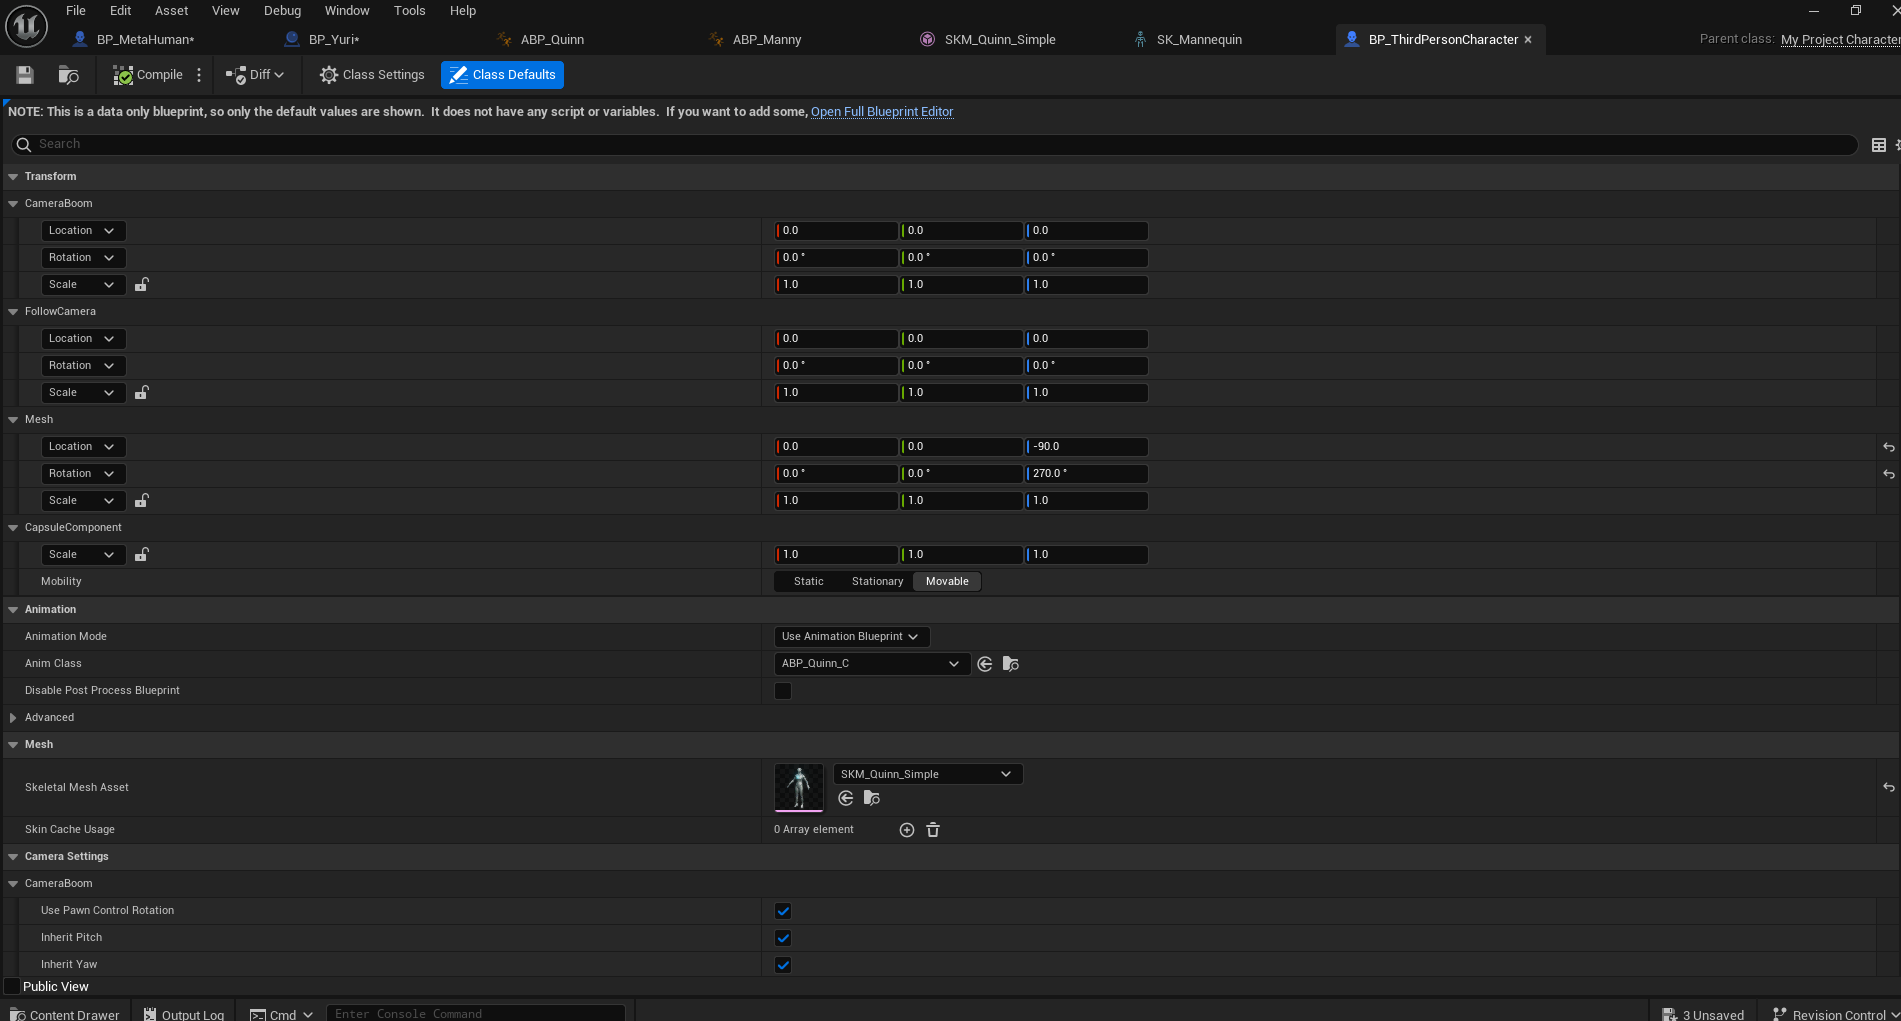 File Edit Asset View Debug Window Tools Help
BP_MetaHuman* BP_Yuri* ABP_Quinn ABP_Manny SKM_Quinn_Simple SK_Mannequin BP_ThirdPersonCharacter Parent class: My Project Character
Compile Diff Class Settings Class Defaults
NOTE: This is a data only blueprint, so only the default values are shown. It does not have any script or variables. If you want to add some, Open Full Blueprint Editor
Search
Transform
CameraBoom
Location 0.0 0.0 0.0
Rotation 0.0 ° 0.0 ° 0.0 °
Scale 1.0 1.0 1.0
FollowCamera
Location 0.0 0.0 0.0
Rotation 0.0 ° 0.0 ° 0.0 °
Scale 1.0 1.0 1.0
Mesh
Location 0.0 0.0 -90.0
Rotation 0.0 ° 0.0 ° 270.0 °
Scale 1.0 1.0 1.0
CapsuleComponent
Scale 1.0 1.0 1.0
Mobility Static Stationary Movable
Animation
Animation Mode Use Animation Blueprint
Anim Class ABP_Quinn_C
Disable Post Process Blueprint
Advanced
Mesh
Skeletal Mesh Asset SKM_Quinn_Simple
Skin Cache Usage 0 Array element
Camera Settings
CameraBoom
Use Pawn Control Rotation
Inherit Pitch
Inherit Yaw
Public View
Content Drawer Output Log Cmd Enter Console Command 3 Unsaved Revision Control